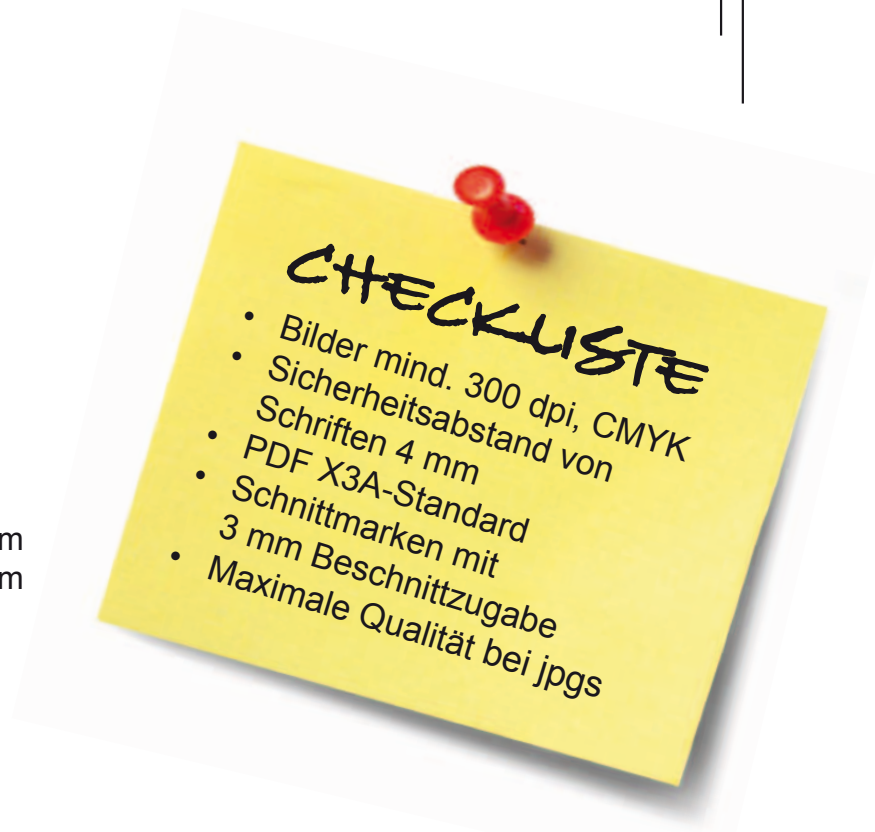 CHECKLISTE
• Bilder mind. 300 dpi, CMYK
• Sicherheitsabstand von
Schriften 4 mm
• PDF X3A-Standard
• Schnittmarken mit
3 mm Beschnittzugabe
• Maximale Qualität bei jpgs
m
m